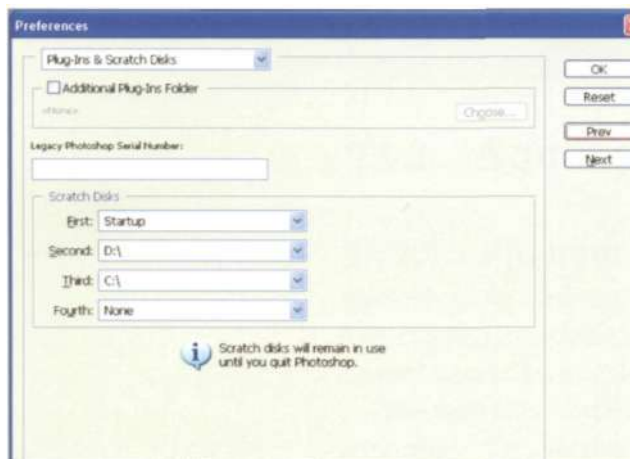 Preferences
Plug-Ins & Scratch Disks
OK
Additional Plug-Ins Folder
Reset
<None>
Choose...
Prev
Legacy Photoshop Serial Number:
Next
Scratch Disks
First: Startup
Second: D:\
Third: C:\
Fourth: None
Scratch disks will remain in use
until you quit Photoshop.